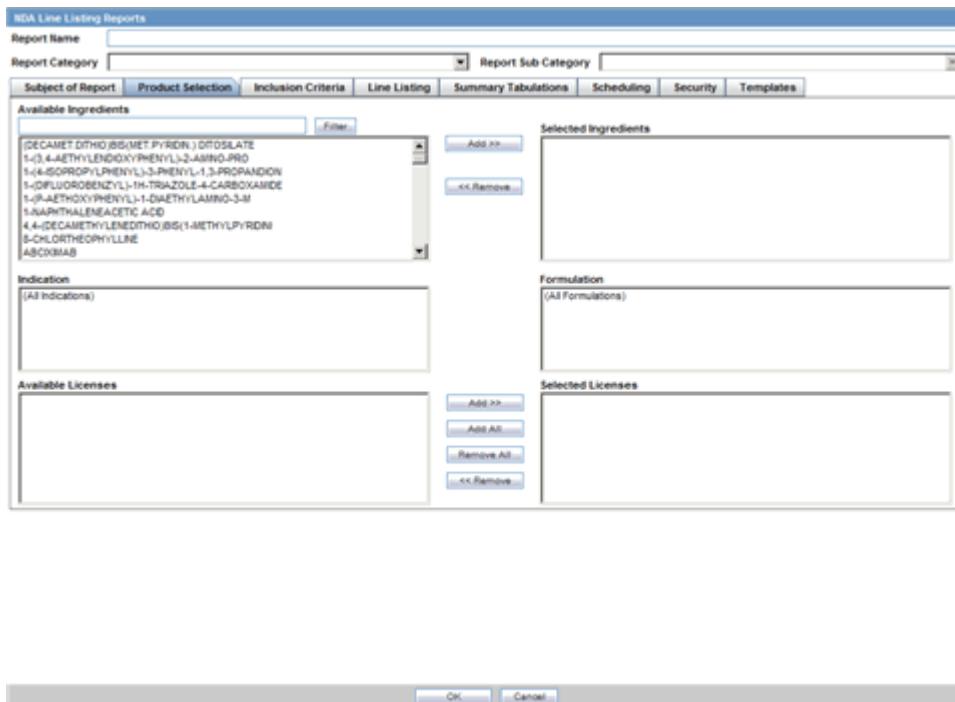 NDA Line Listing Reports
Report Name
Report Category
Report Sub Category
Subject of Report
Product Selection
Inclusion Criteria
Line Listing
Summary Tabulations
Scheduling
Security
Templates
Available Ingredients
Filter
(DECAMET.DITHIO)BIS(MET.PYRIDIN.) DITOSILATE
1-(3,4-AETHYLENDIOXYPHENYL)-2-AMINO-PRO
1-(4-ISOPROPYLPHENYL)-3-PHENYL-1,3-PROPANDION
1-(DIFLUOROBENZYL)-1H-TRIAZOLE-4-CARBOXAMIDE
1-(P-AETHOXYPHENYL)-1-DIAETHYLAMINO-3-M
1-NAPHTHALENEACETIC ACID
4,4-(DECAMETHYLENEDITHIO)BIS(1-METHYLPYRIDINI
8-CHLORTHEOPHYLLINE
ABCIXIMAB
Add >>
<< Remove
Selected Ingredients
Indication
(All Indications)
Formulation
(All Formulations)
Available Licenses
Add >>
Add All
Remove All
<< Remove
Selected Licenses
OK
Cancel